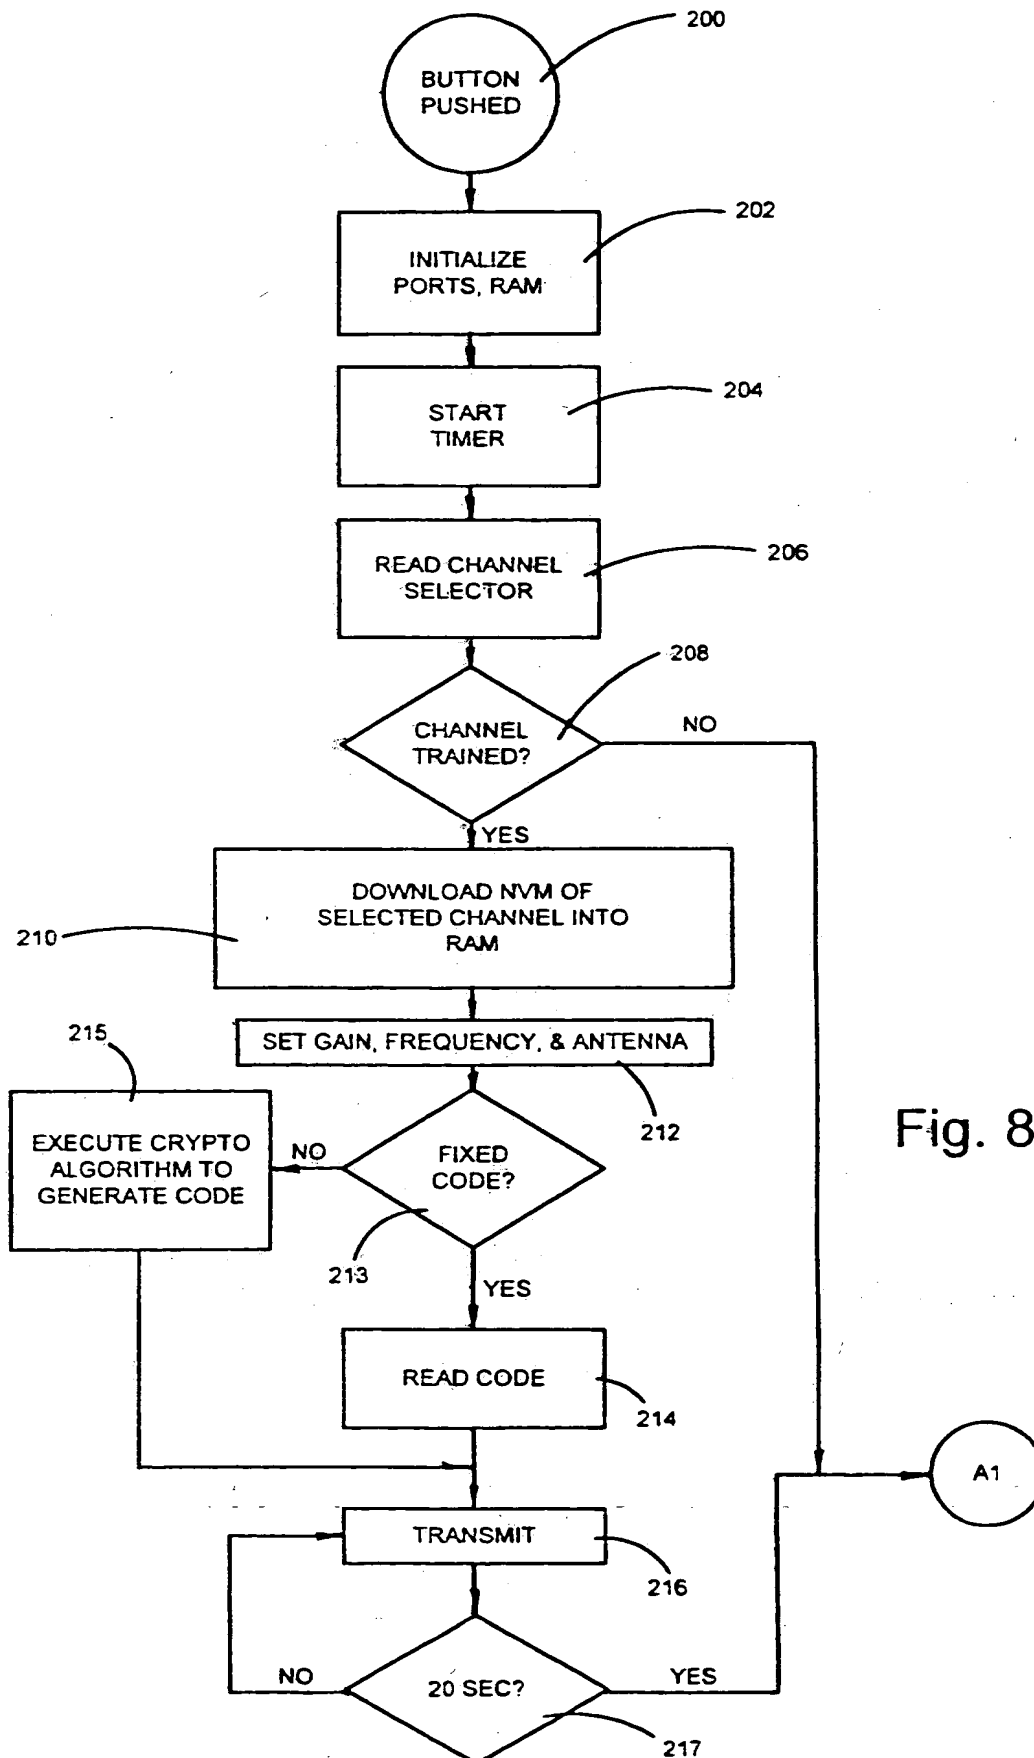 200
BUTTON
PUSHED
202
INITIALIZE
PORTS, RAM
204
START
TIMER
206
READ CHANNEL
SELECTOR
208
CHANNEL
TRAINED?
NO
YES
DOWNLOAD NVM OF
SELECTED CHANNEL INTO
RAM
210
SET GAIN, FREQUENCY, & ANTENNA
212
215
EXECUTE CRYPTO
ALGORITHM TO
GENERATE CODE
NO
FIXED
CODE?
213
YES
Fig. 8
READ CODE
214
A1
TRANSMIT
216
NO
20 SEC?
YES
217